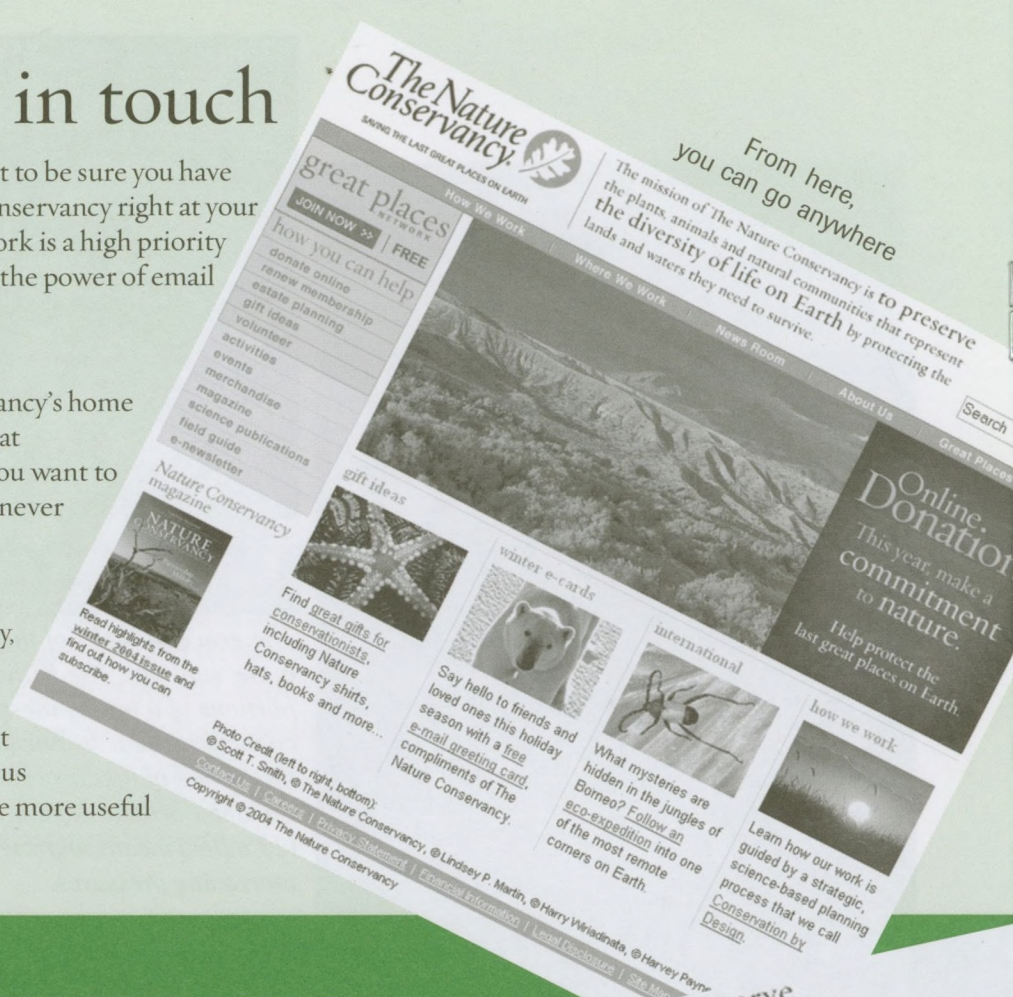 in touch
t to be sure you have
nservancy right at your
ork is a high priority
the power of email
ancy's home
at
ou want to
never
y,
t
us
e more useful
From here,
you can go anywhere
The Nature
Conservancy
SAVING THE LAST GREAT PLACES ON EARTH
The mission of The Nature Conservancy is to preserve
the plants, animals and natural communities that represent
the diversity of life on Earth by protecting the
lands and waters they need to survive.
Search
How We Work | Where We Work | News Room | About Us | Great Places
great places
NETWORK
JOIN NOW >> | FREE
how you can help
donate online
renew membership
estate planning
gift ideas
volunteer
activities
events
merchandise
magazine
science publications
field guide
e-newsletter
Nature Conservancy
magazine
NATURE
CONSERVANCY
Read highlights from the
winter 2004 issue and
find out how you can
subscribe.
Online.
Donation
This year, make a
commitment
to nature.
Help protect the
last great places on Earth.
gift ideas
Find great gifts for
conservationists,
including Nature
Conservancy shirts,
hats, books and more...
winter e-cards
Say hello to friends and
loved ones this holiday
season with a free
e-mail greeting card,
compliments of The
Nature Conservancy.
international
What mysteries are
hidden in the jungles of
Borneo? Follow an
eco-expedition into one
of the most remote
corners on Earth.
how we work
Learn how our work is
guided by a strategic,
science-based planning
process that we call
Conservation by
Design.
Photo Credit (left to right, bottom):
© Scott T. Smith, © The Nature Conservancy, © Lindsey P. Martin, © Harry Wiriadinata, © Harvey Payne
Contact Us | Careers | Privacy Statement | Financial Information | Legal Disclosure | Site Map
Copyright © 2004 The Nature Conservancy